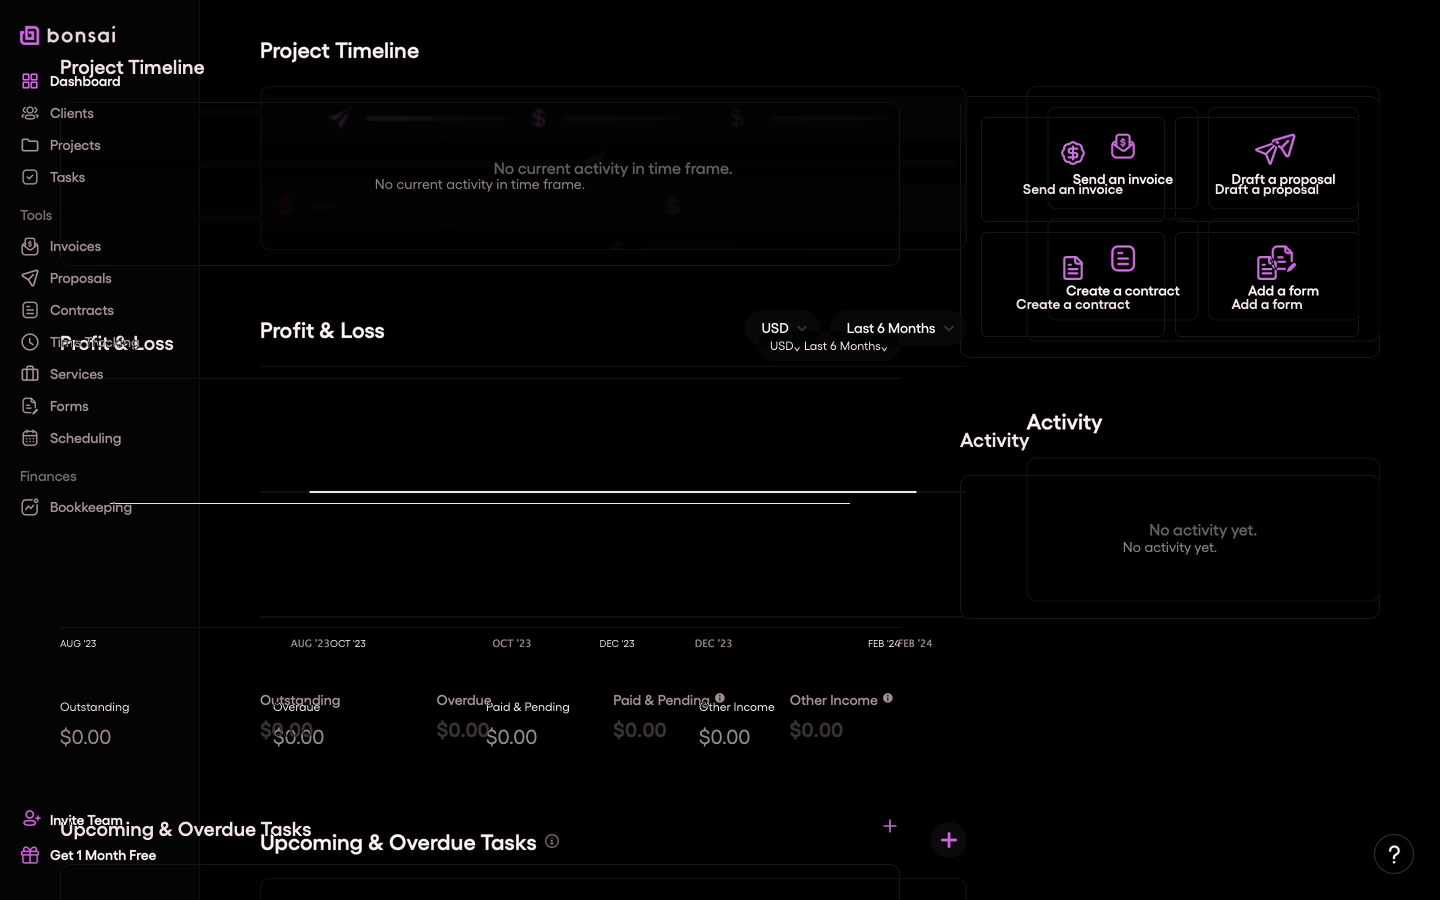 bonsai
Project Timeline
Dashboard
Clients
Projects
Tasks
Tools
Invoices
Proposals
Contracts
Time Tracking
Profit & Loss
Services
Forms
Scheduling
Finances
Bookkeeping
Invite Team
Get 1 Month Free
Project Timeline
No current activity in time frame.
No current activity in time frame.
Send an invoice
Draft a proposal
Send an invoice
Draft a proposal
Create a contract
Add a form
Create a contract
Add a form
Profit & Loss
USD
Last 6 Months
USD
Last 6 Months
Activity
Activity
No activity yet.
No activity yet.
AUG '23
AUG '23
OCT '23
OCT '23
DEC '23
DEC '23
FEB '24
FEB '24
Outstanding
Overdue
Paid & Pending
Other Income
$0.00
$0.00
$0.00
$0.00
Outstanding
Overdue
Paid & Pending
Other Income
$0.00
$0.00
$0.00
$0.00
Upcoming & Overdue Tasks
Upcoming & Overdue Tasks